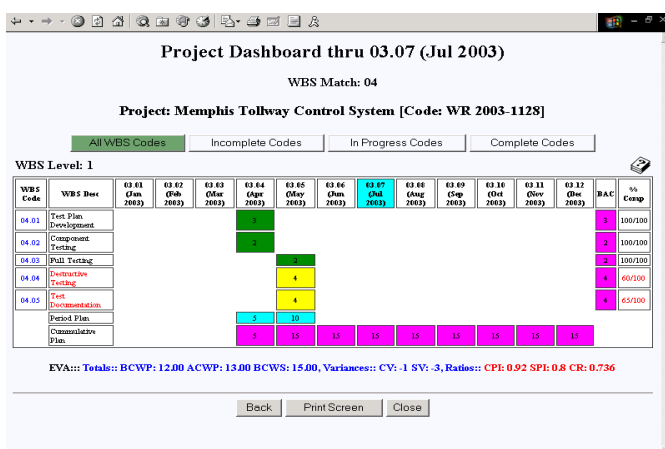 Project Dashboard thru 03.07 (Jul 2003)
WBS Match: 04
Project: Memphis Tollway Control System [Code: WR 2003-1128]
All WBS Codes Incomplete Codes In Progress Codes Complete Codes
WBS Level: 1
WBS Code WBS Desc 03.01 (Jan 2003) 03.02 (Feb 2003) 03.03 (Mar 2003) 03.04 (Apr 2003) 03.05 (May 2003) 03.06 (Jun 2003) 03.07 (Jul 2003) 03.08 (Aug 2003) 03.09 (Sep 2003) 03.10 (Oct 2003) 03.11 (Nov 2003) 03.12 (Dec 2003) BAC % Comp
04.01 Test Plan Development 3 3 100/100
04.02 Component Testing 2 2 100/100
04.03 Full Testing 2 2 100/100
04.04 Destructive Testing 4 4 60/100
04.05 Test Documentation 4 4 65/100
Period Plan 5 10
Cummulative Plan 5 15 15 15 15 15 15 15 15
EVA::: Totals:: BCWP: 12.00 ACWP: 13.00 BCWS: 15.00, Variances:: CV: -1 SV: -3, Ratios:: CPI: 0.92 SPI: 0.8 CR: 0.736
Back Print Screen Close